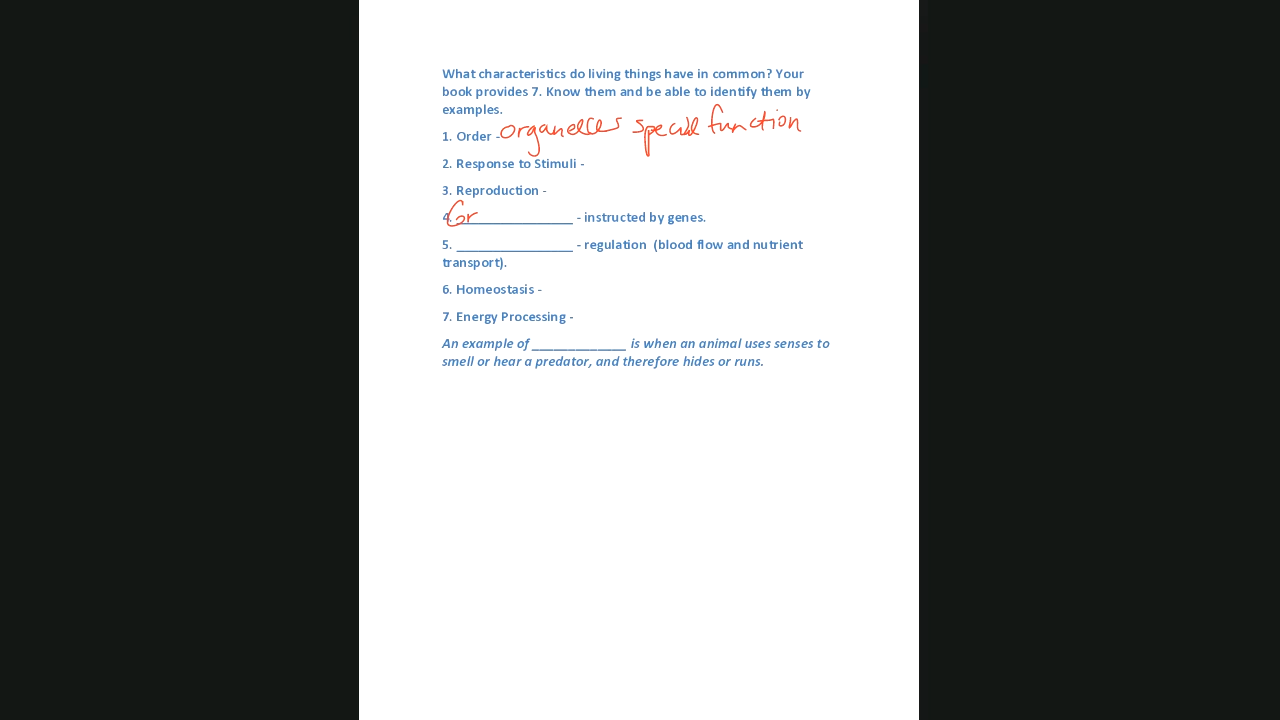 What characteristics do living things have in common? Your
book provides 7. Know them and be able to identify them by
examples.
1. Order - organelles special function
2. Response to Stimuli -
3. Reproduction -
4. Gr________________ - instructed by genes.
5. ________________ - regulation (blood flow and nutrient
transport).
6. Homeostasis -
7. Energy Processing -
An example of _____________ is when an animal uses senses to
smell or hear a predator, and therefore hides or runs.